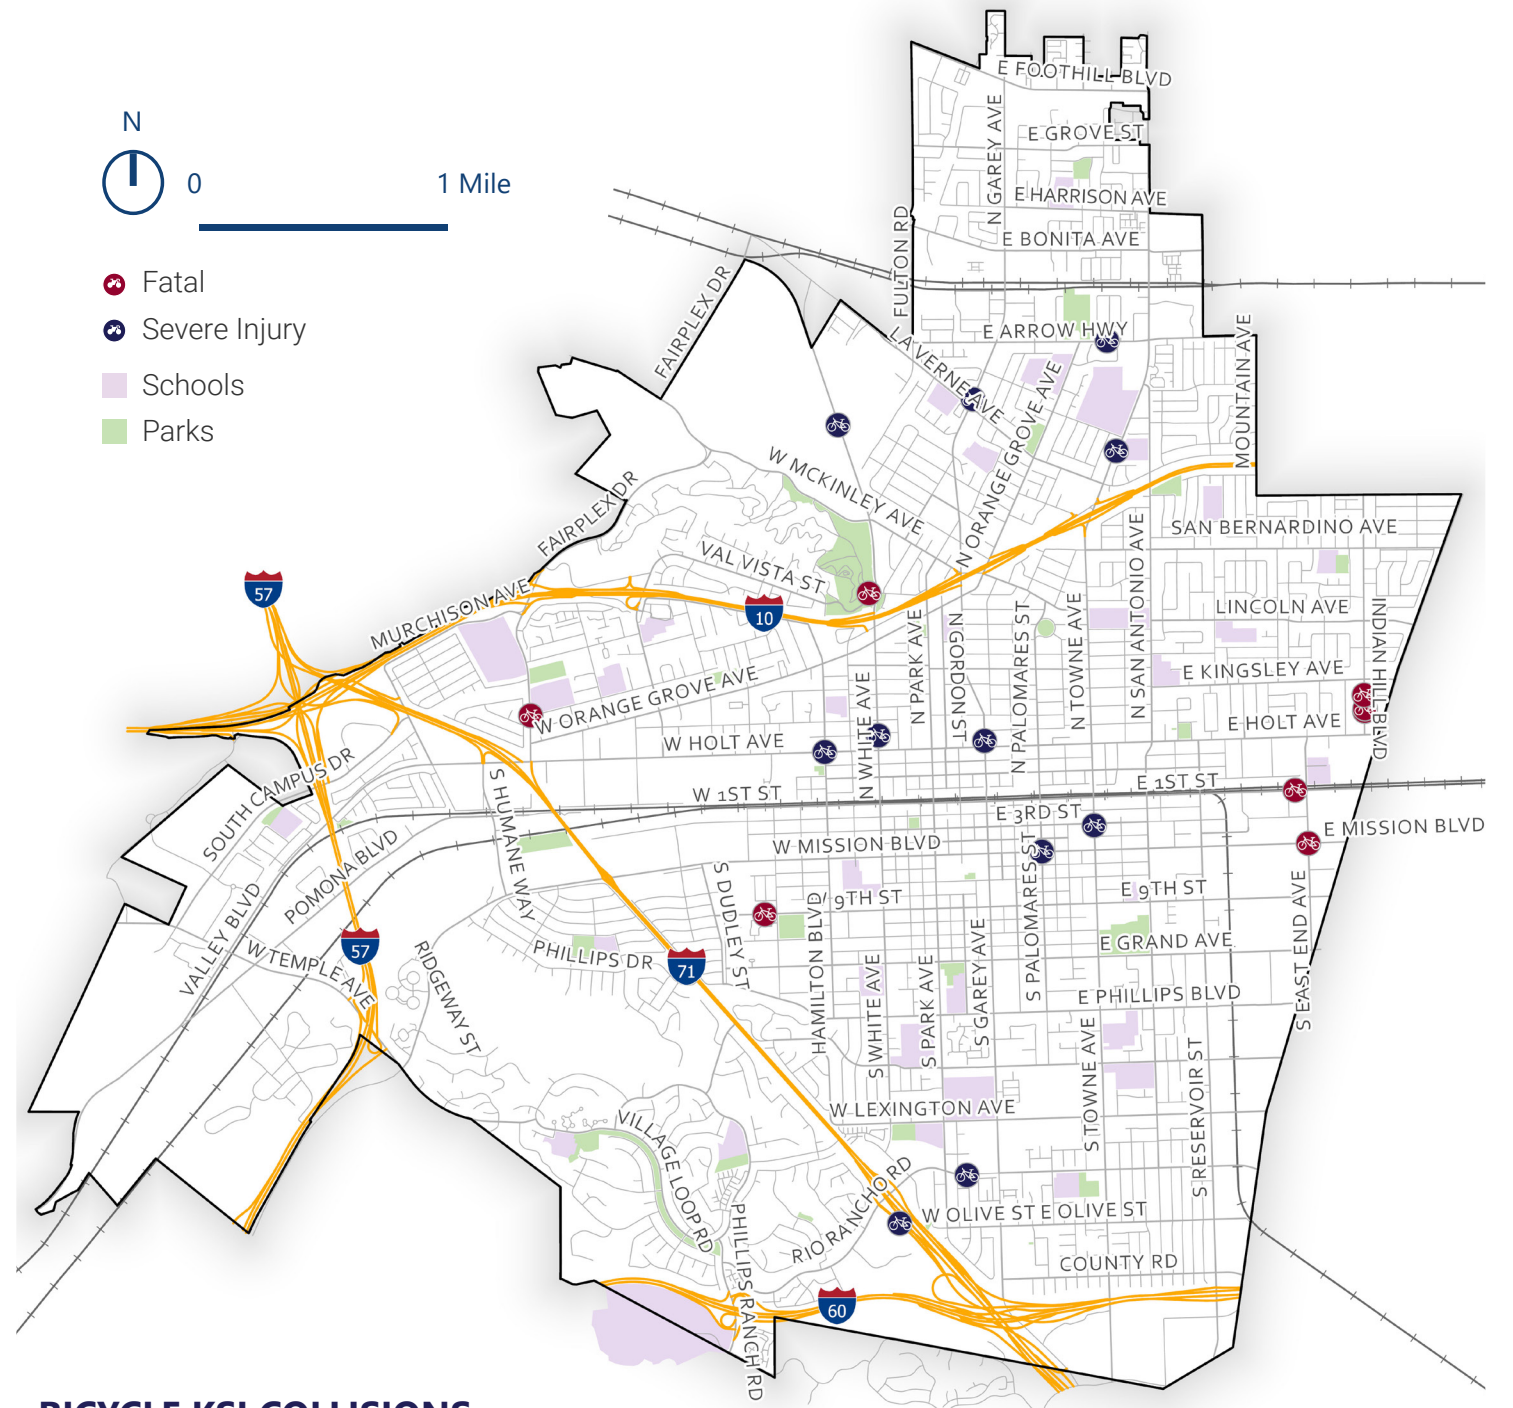 N
0 1 Mile
Fatal
Severe Injury
Schools
Parks
E FOOTHILL BLVD
N GAREY AVE
E GROVE ST
E HARRISON AVE
E BONITA AVE
FULTON RD
FAIRPLEX DR
E ARROW HWY
LA VERNE AVE
MOUNTAIN AVE
N ORANGE GROVE AVE
W MCKINLEY AVE
FAIRPLEX DR
SAN BERNARDINO AVE
VAL VISTA ST
N SAN ANTONIO AVE
57
MURCHISON AVE
10
LINCOLN AVE
INDIAN HILL BLVD
N TOWNE AVE
N PALOMARES ST
N GORDON ST
N PARK AVE
E KINGSLEY AVE
N WHITE AVE
W ORANGE GROVE AVE
E HOLT AVE
W HOLT AVE
SOUTH CAMPUS DR
S HUMANE WAY
W 1ST ST
E 1ST ST
E 3RD ST
E MISSION BLVD
W MISSION BLVD
POMONA BLVD
VALLEY BLVD
S DUDLEY ST
S PALOMARES ST
9TH ST
E 9TH ST
S EAST END AVE
HAMILTON BLVD
57
W TEMPLE AVE
RIDGEWAY ST
PHILLIPS DR
71
E GRAND AVE
S WHITE AVE
S PARK AVE
S GAREY AVE
E PHILLIPS BLVD
S TOWNE AVE
S RESERVOIR ST
W LEXINGTON AVE
VILLAGE LOOP RD
RIO RANCHO RD
W OLIVE ST E OLIVE ST
PHILLIPS RANCH RD
COUNTY RD
60
BICYCLE KSI COLLISIONS